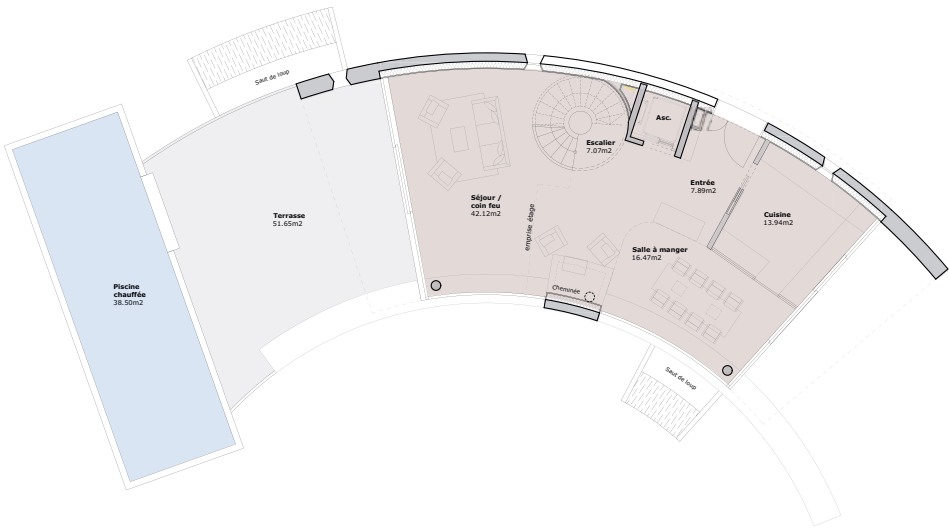 Saut de loup
Asc.
Escalier
7.07m2
Entrée
7.89m2
Séjour /
coin feu
42.12m2
Terrasse
51.65m2
emprise étage
Cuisine
13.94m2
Salle à manger
16.47m2
Piscine
chauffée
38.50m2
Cheminée
Saut de loup